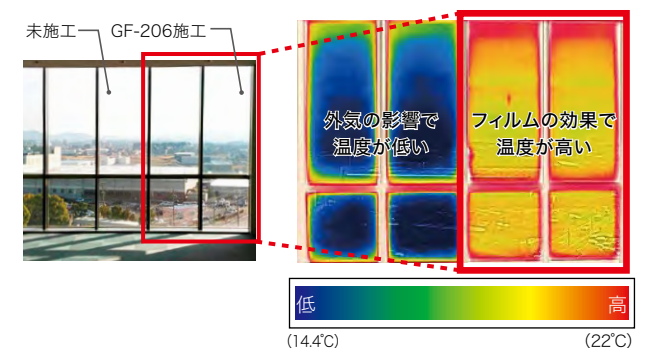 未施工
GF-206施工
外気の影響で
温度が低い
フィルムの効果で
温度が高い
低
高
(14.4℃)
(22℃)